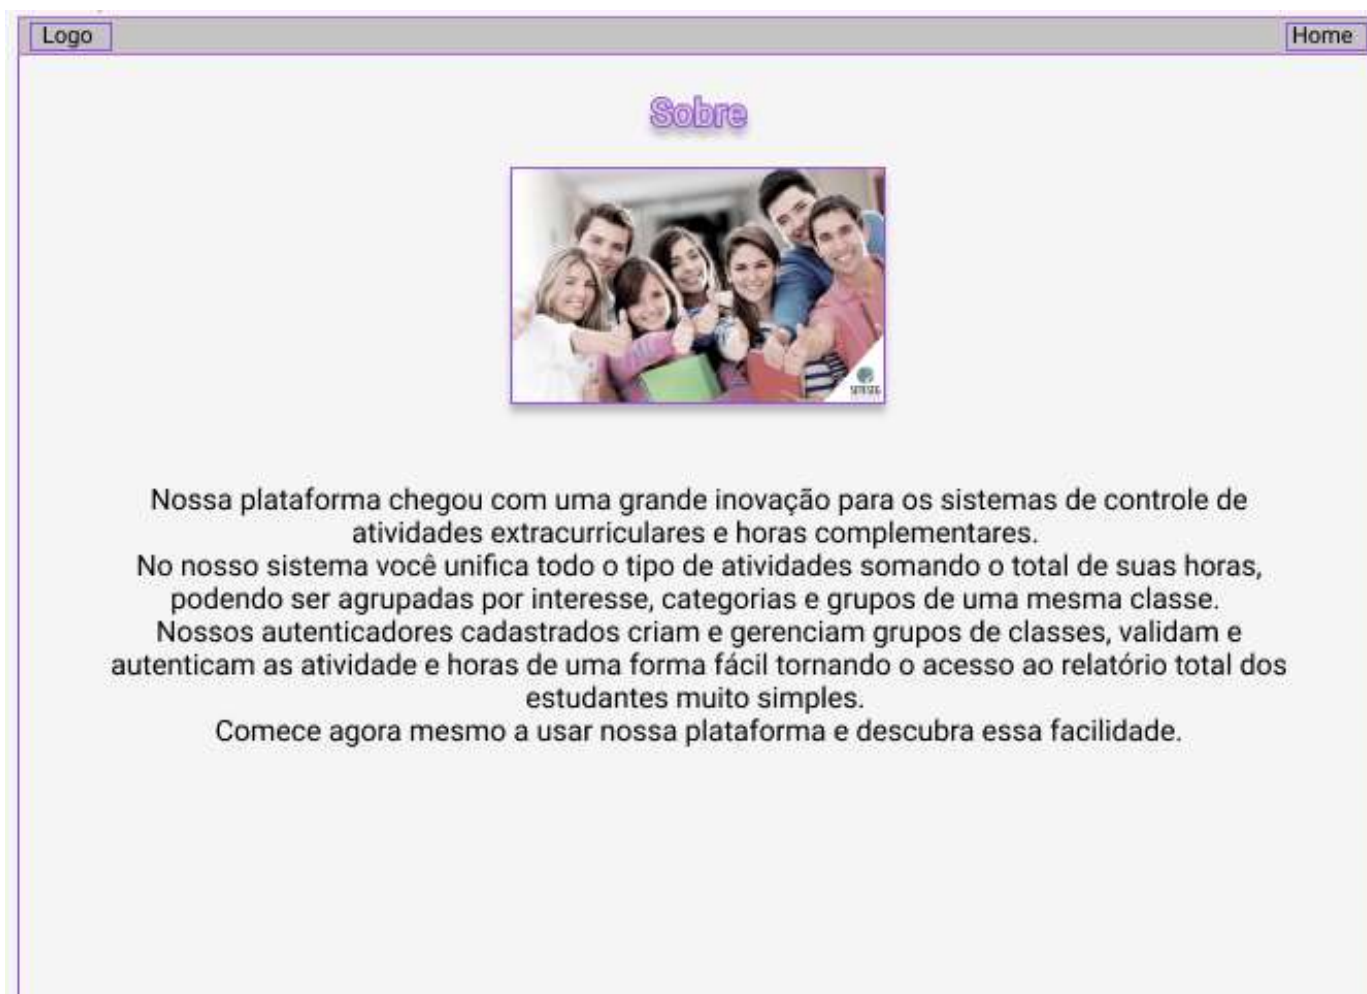 Logo
Home
Sobre
Nossa plataforma chegou com uma grande inovação para os sistemas de controle de
atividades extracurriculares e horas complementares.
No nosso sistema você unifica todo o tipo de atividades somando o total de suas horas,
podendo ser agrupadas por interesse, categorias e grupos de uma mesma classe.
Nossos autenticadores cadastrados criam e gerenciam grupos de classes, validam e
autenticam as atividade e horas de uma forma fácil tornando o acesso ao relatório total dos
estudantes muito simples.
Comece agora mesmo a usar nossa plataforma e descubra essa facilidade.